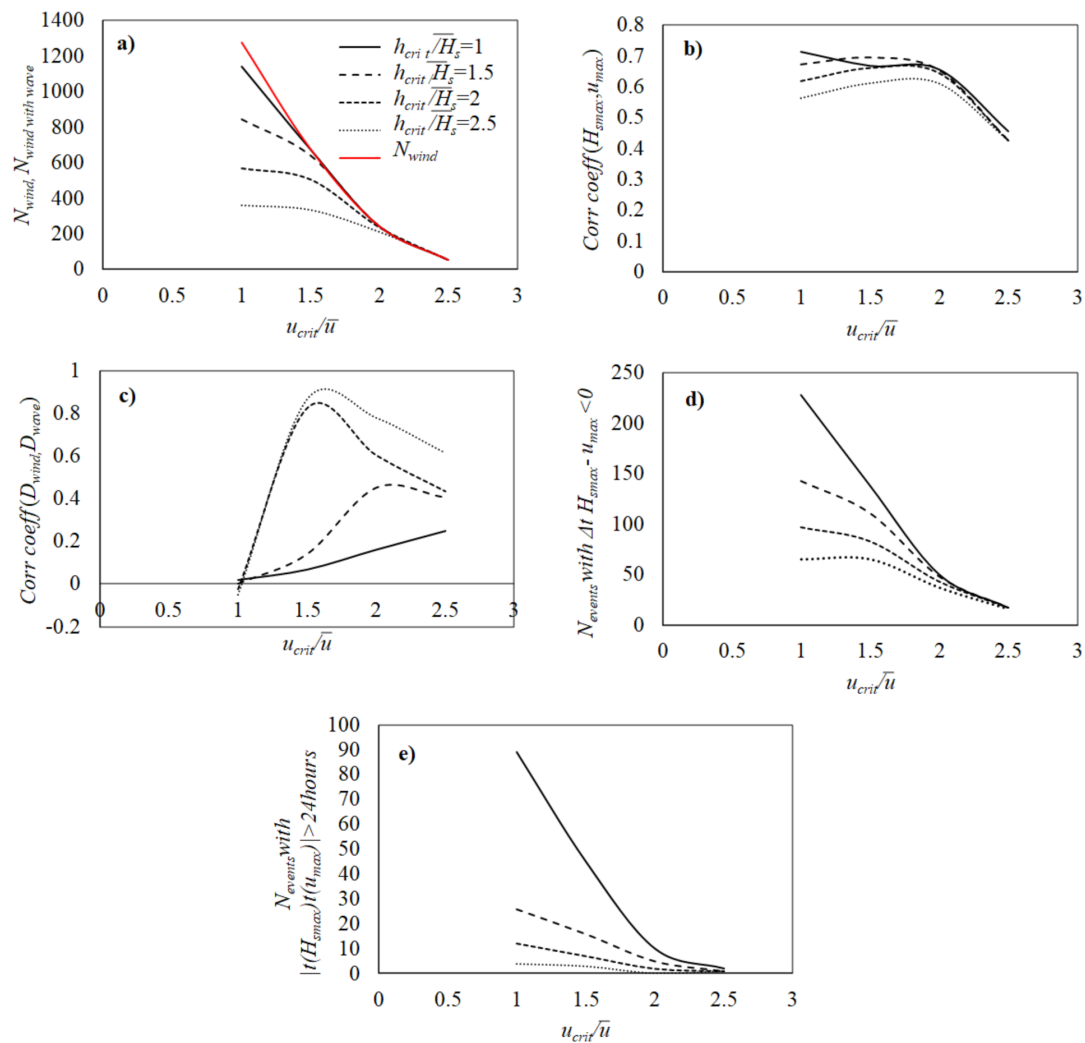 a)
N_wind, N_wind with wave
1400
1200
1000
800
600
400
200
0
0 0.5 1 1.5 2 2.5 3
u_crit/u̅
h_cri t/H̅_s=1
h_crit/H̅_s=1.5
h_crit/H̅_s=2
h_crit/H̅_s=2.5
N_wind
b)
Corr coeff (H_smax,u_max)
0.8
0.7
0.6
0.5
0.4
0.3
0.2
0.1
0
0 0.5 1 1.5 2 2.5 3
u_crit/u̅
c)
Corr coeff (D_wind,D_wave)
1
0.8
0.6
0.4
0.2
0
-0.2
0 0.5 1 1.5 2 2.5 3
u_crit/u̅
d)
N_events with Δt H_smax- u_max <0
250
200
150
100
50
0
0 0.5 1 1.5 2 2.5 3
u_crit/u̅
e)
N_events with
|t(H_smax)t(u_max)|>24hours
100
90
80
70
60
50
40
30
20
10
0
0 0.5 1 1.5 2 2.5 3
u_crit/u̅